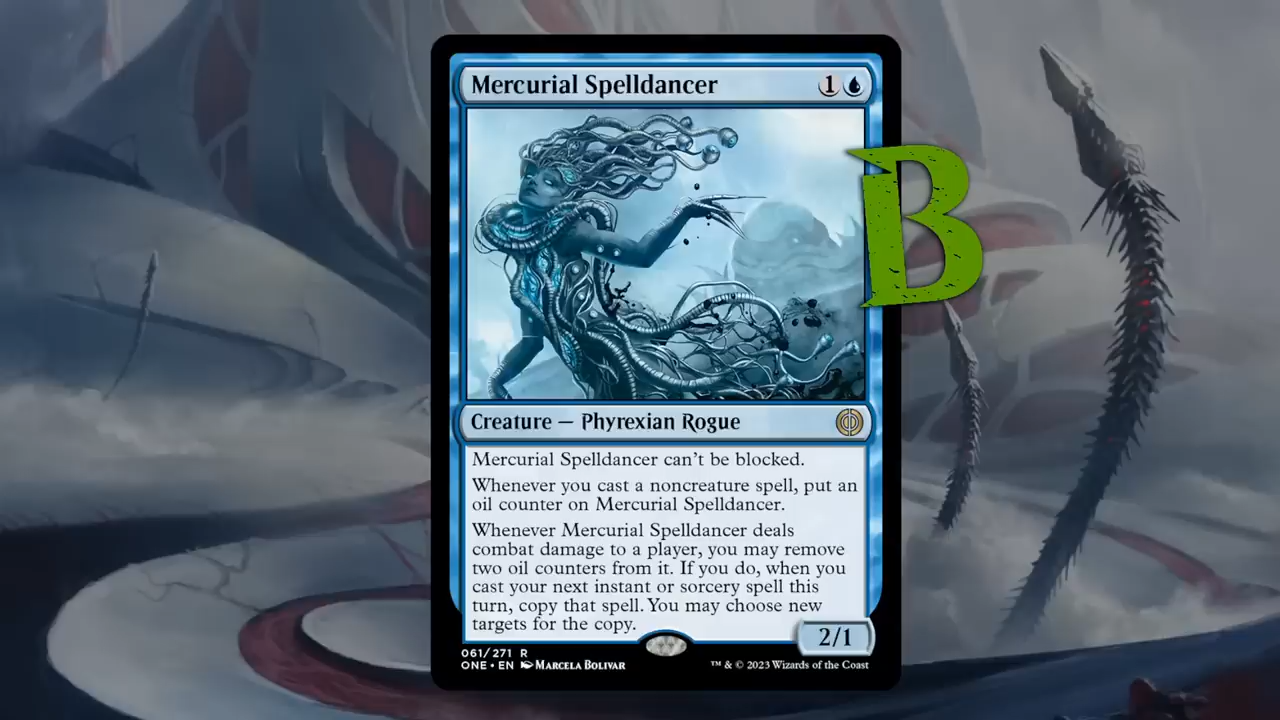 Mercurial Spelldancer 1
B
Creature — Phyrexian Rogue
Mercurial Spelldancer can't be blocked.
Whenever you cast a noncreature spell, put an
oil counter on Mercurial Spelldancer.
Whenever Mercurial Spelldancer deals
combat damage to a player, you may remove
two oil counters from it. If you do, when you
cast your next instant or sorcery spell this
turn, copy that spell. You may choose new
targets for the copy.
2/1
061/271 R
ONE • EN MARCELA BOLIVAR ™ & © 2023 Wizards of the Coast